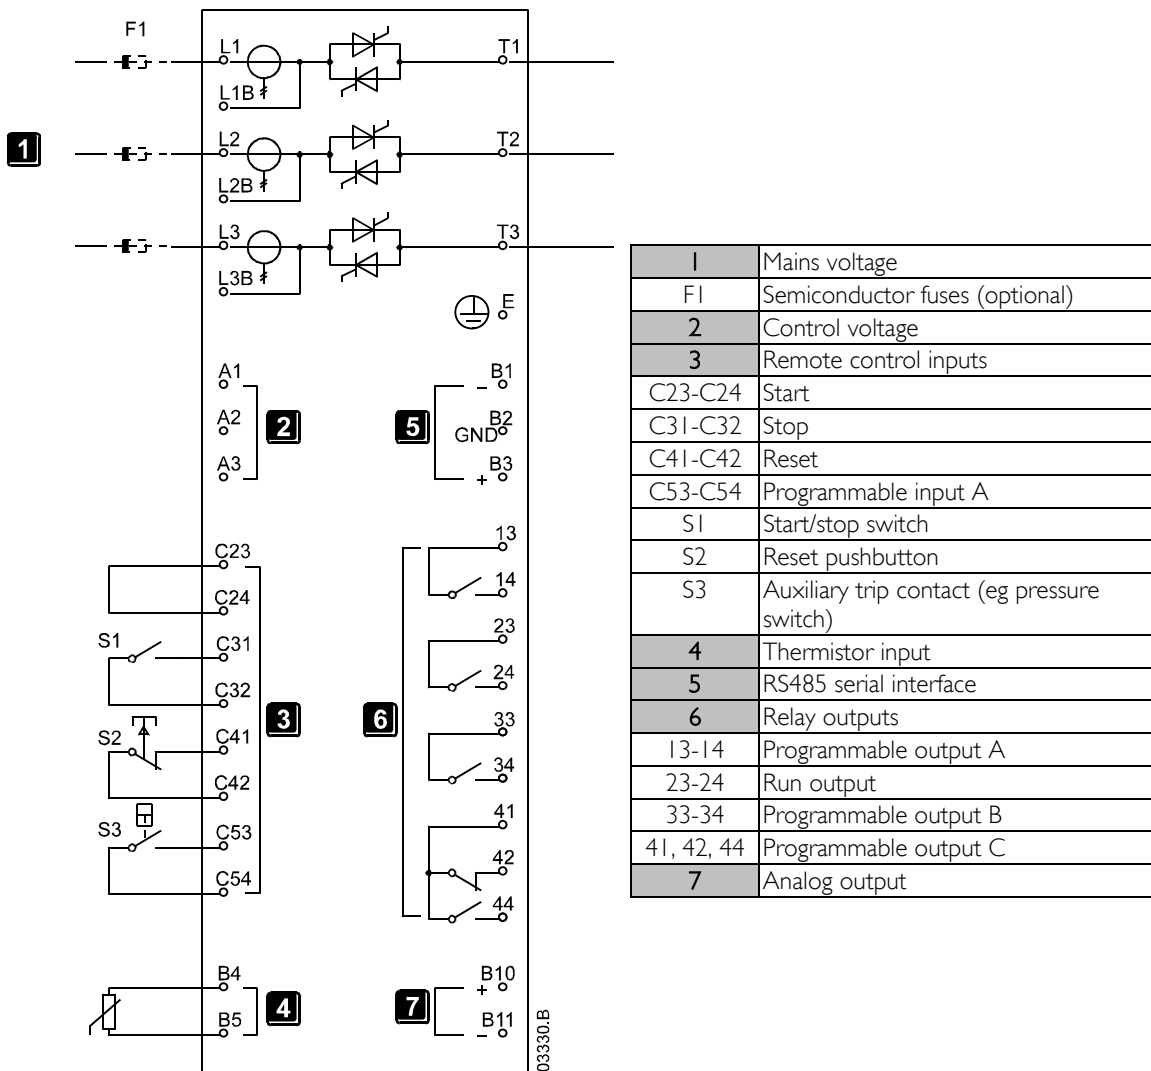 F1
L1
T1
L1B
1
L2
T2
L2B
L3
T3
L3B
E
A1
B1
-
A2
2
5
B2
GND
A3
B3
+
C23
13
C24
14
S1
C31
23
C32
24
3
6
S2
C41
33
C42
34
S3
C53
41
C54
42
44
B4
B10
+
4
7
B5
B11
-
03330.B
1 Mains voltage
F1 Semiconductor fuses (optional)
2 Control voltage
3 Remote control inputs
C23-C24 Start
C31-C32 Stop
C41-C42 Reset
C53-C54 Programmable input A
S1 Start/stop switch
S2 Reset pushbutton
S3 Auxiliary trip contact (eg pressure
switch)
4 Thermistor input
5 RS485 serial interface
6 Relay outputs
13-14 Programmable output A
23-24 Run output
33-34 Programmable output B
41, 42, 44 Programmable output C
7 Analog output